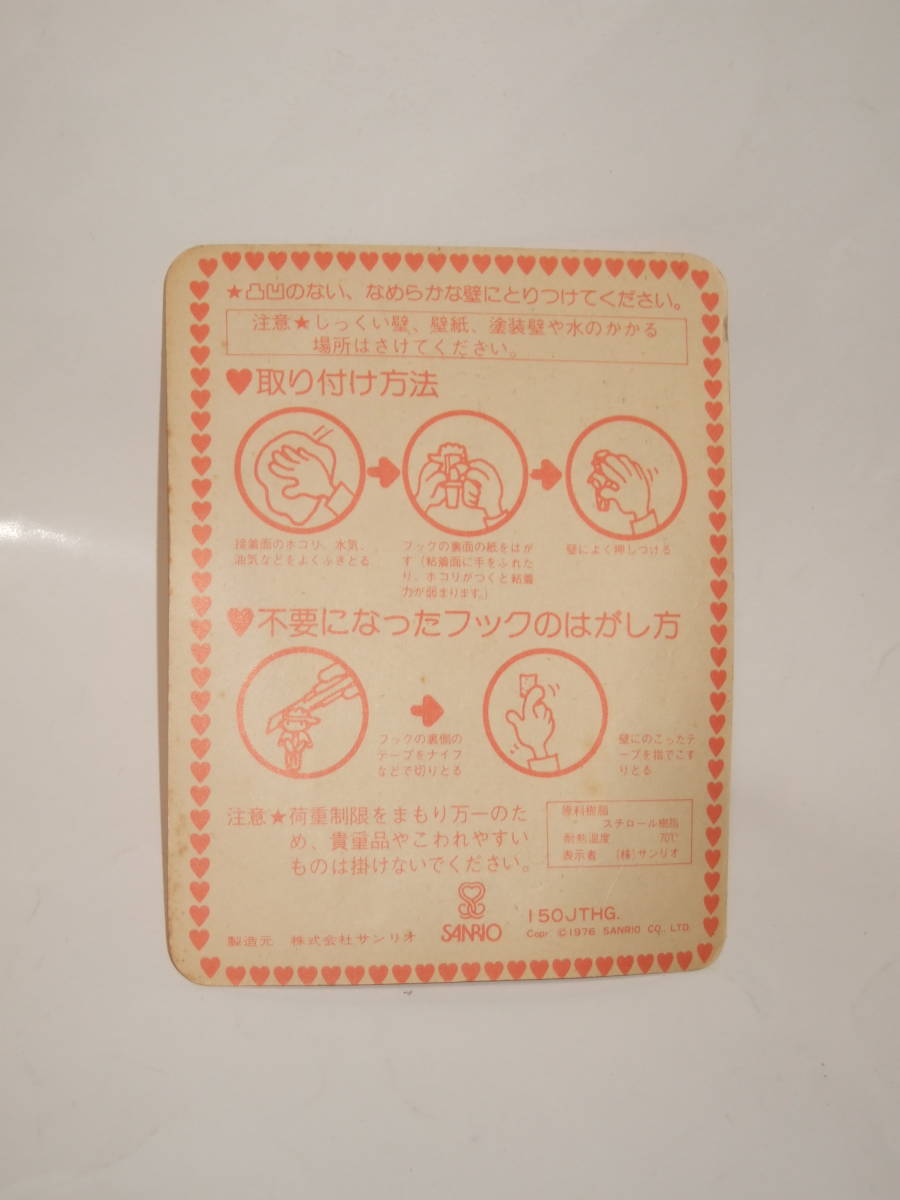 ★凸凹のない、なめらかな壁にとりつけてください。
注意★しっくい壁、壁紙、塗装壁や水のかかる
場所はさけてください。
♥取り付け方法
接着面のホコリ、水気、
油気などをよくふきとる
フックの裏面の紙をはが
す(粘着面に手をふれた
り、ホコリがつくと粘着
力が弱まります。)
壁によく押しつける
♥不要になったフックのはがし方
フックの裏側の
テープをナイフ
などで切りとる
壁にのこったテ
ープを指でこす
りとる
注意★荷重制限をまもり万一のた
め、貴重品やこわれやすい
ものは掛けないでください。
原料樹脂
スチロール樹脂
耐熱温度 70℃
表示者 (株)サンリオ
製造元 株式会社サンリオ
SANRIO
150JTHG.
Copr. ©1976 SANRIO CO., LTD.